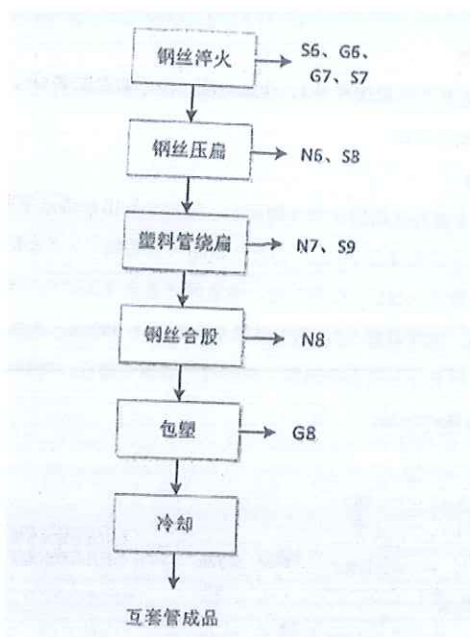 钢丝淬火
S6、G6、
G7、S7
钢丝压扁
N6、S8
塑料管绕扁
N7、S9
钢丝合股
N8
包塑
G8
冷却
互套管成品